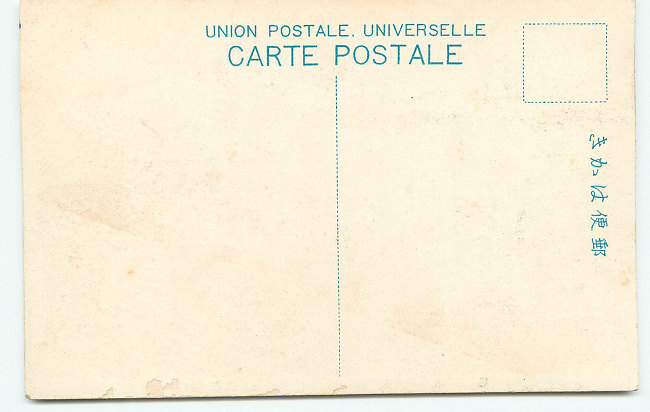 UNION POSTALE. UNIVERSELLE
CARTE POSTALE
郵便はかき